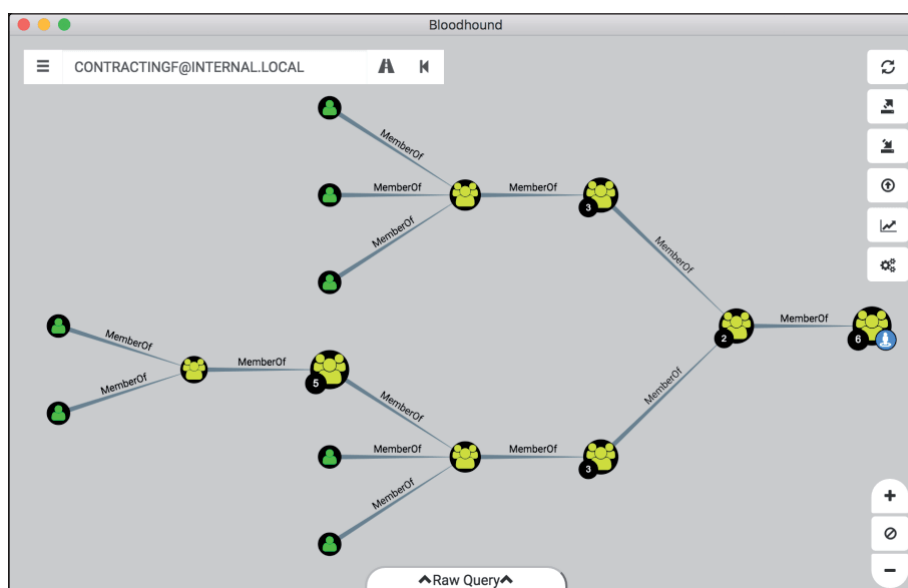 Bloodhound
CONTRACTINGF@INTERNAL.LOCAL
MemberOf
MemberOf
MemberOf
MemberOf
3
MemberOf
MemberOf
MemberOf
2
6
MemberOf
MemberOf
5
MemberOf
MemberOf
MemberOf
MemberOf
3
MemberOf
MemberOf
Raw Query